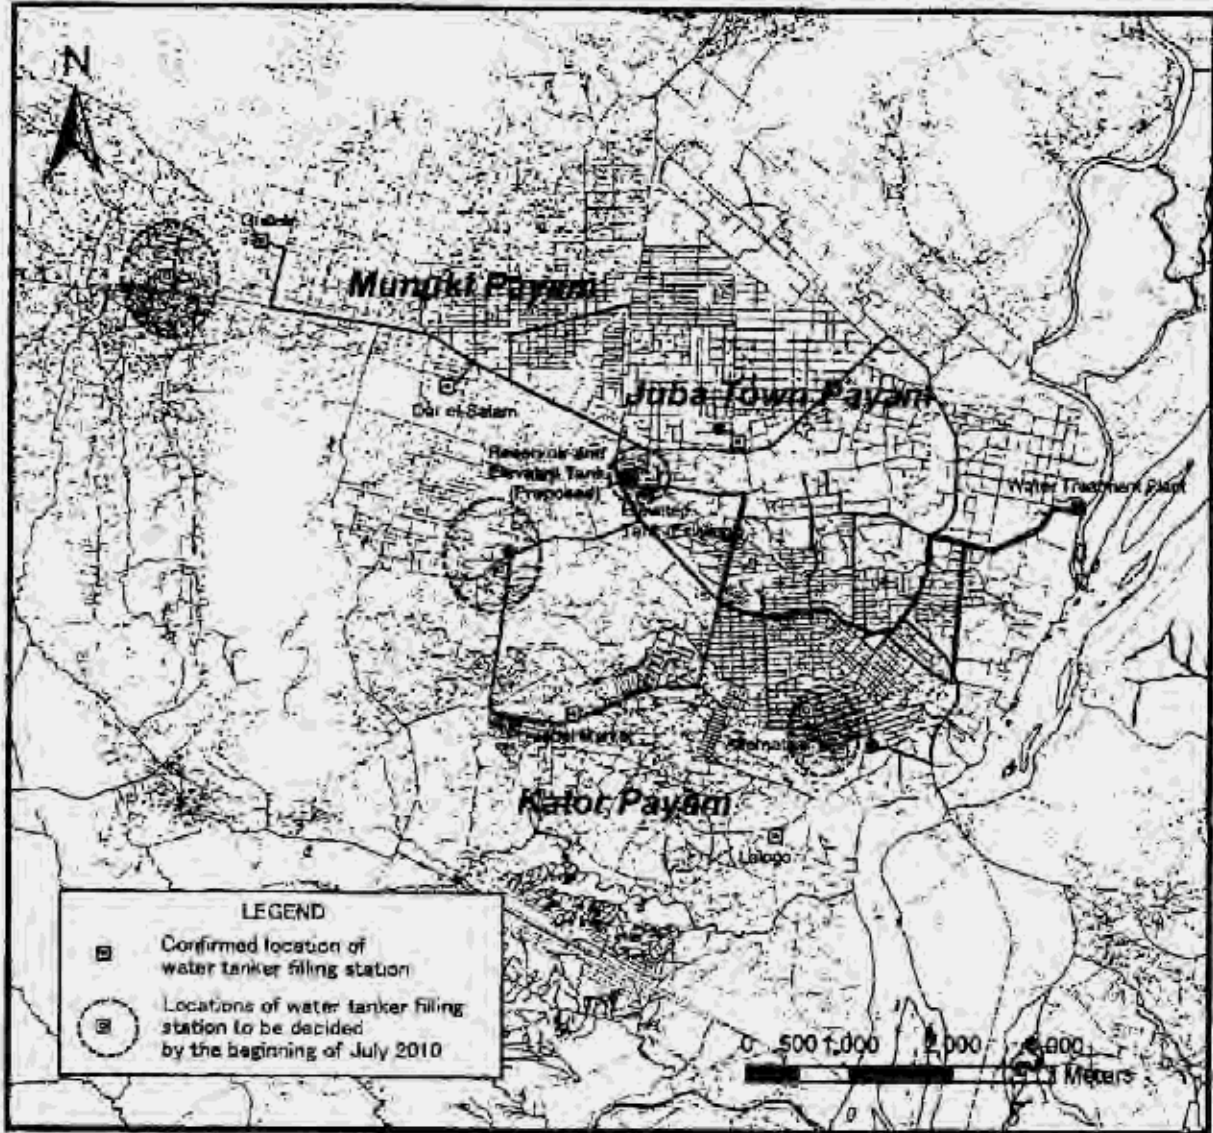 N
Munuki Payam
Juba Town Payam
Dar el Salam
Reservoir and
Elevated Tank
(Proposed)
Elevated
Water Treatment Plant
Kator Payam
Lologo
LEGEND
Confirmed location of
water tanker filling station
Locations of water tanker filling
station to be decided
by the beginning of July 2010
0 500 1,000 2,000
Meters